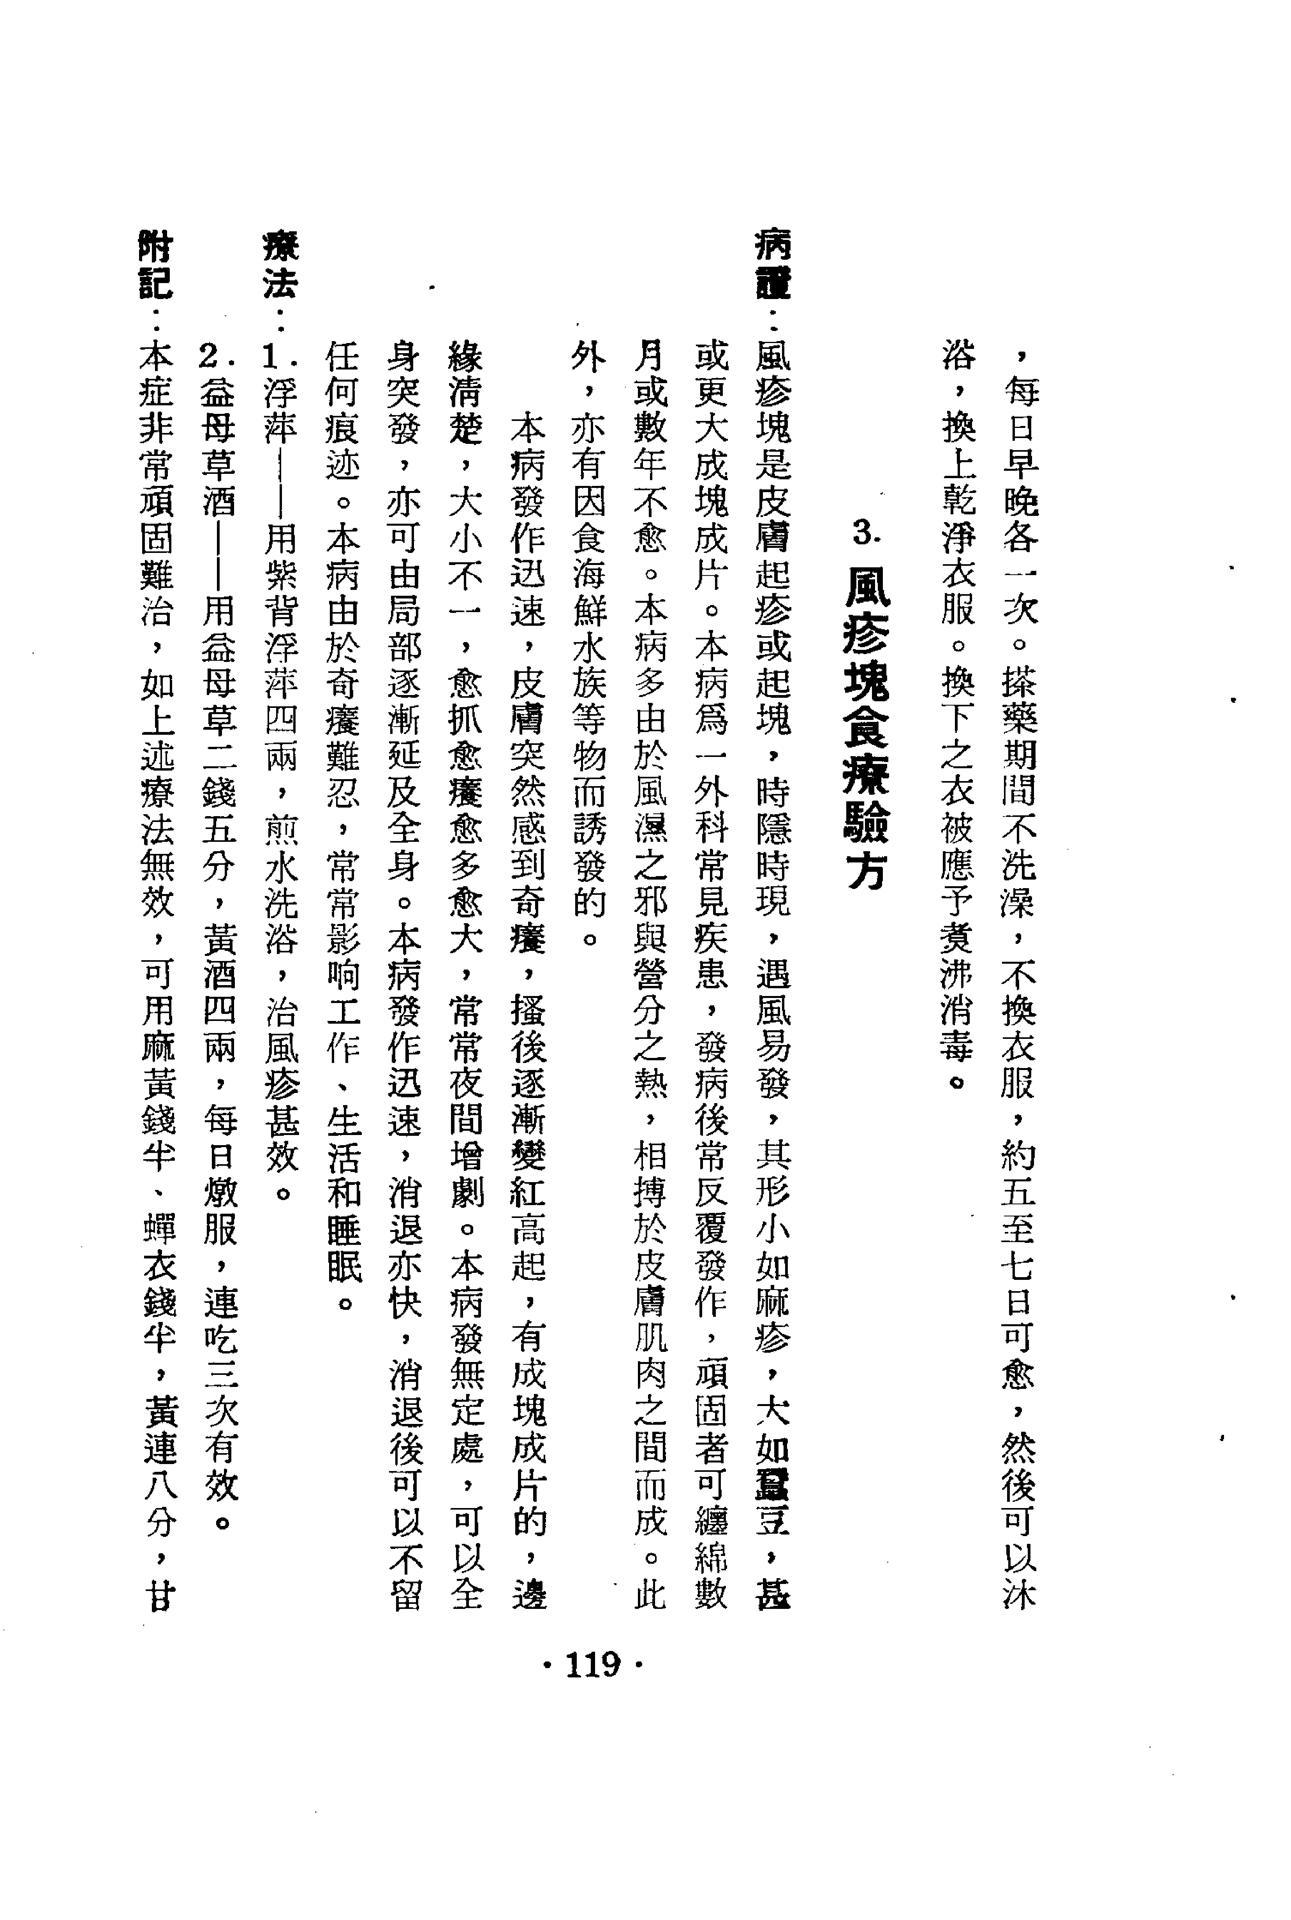 ，每日早晚各一次。搽藥期間不洗澡，不換衣服，約五至七日可愈，然後可以沐
浴，換上乾淨衣服。換下之衣被應予煑沸消毒。
3. 風疹塊食療驗方
病證：風疹塊是皮膚起疹或起塊，時隱時現，遇風易發，其形小如麻疹，大如蠶豆，甚
或更大成塊成片。本病爲一外科常見疾患，發病後常反覆發作，頑固者可纏綿數
月或數年不愈。本病多由於風濕之邪與營分之熱，相搏於皮膚肌肉之間而成。此
外，亦有因食海鮮水族等物而誘發的。
本病發作迅速，皮膚突然感到奇癢，搔後逐漸變紅高起，有成塊成片的，邊
緣清楚，大小不一，愈抓愈癢愈多愈大，常常夜間增劇。本病發無定處，可以全
身突發，亦可由局部逐漸延及全身。本病發作迅速，消退亦快，消退後可以不留
任何痕迹。本病由於奇癢難忍，常常影响工作、生活和睡眠。
療法：1.浮萍——用紫背浮萍四兩，煎水洗浴，治風疹甚效。
2.益母草酒——用益母草二錢五分，黃酒四兩，每日燉服，連吃三次有效。
附記：本症非常頑固難治，如上述療法無效，可用麻黃錢半、蟬衣錢半，黃連八分，甘
·119·